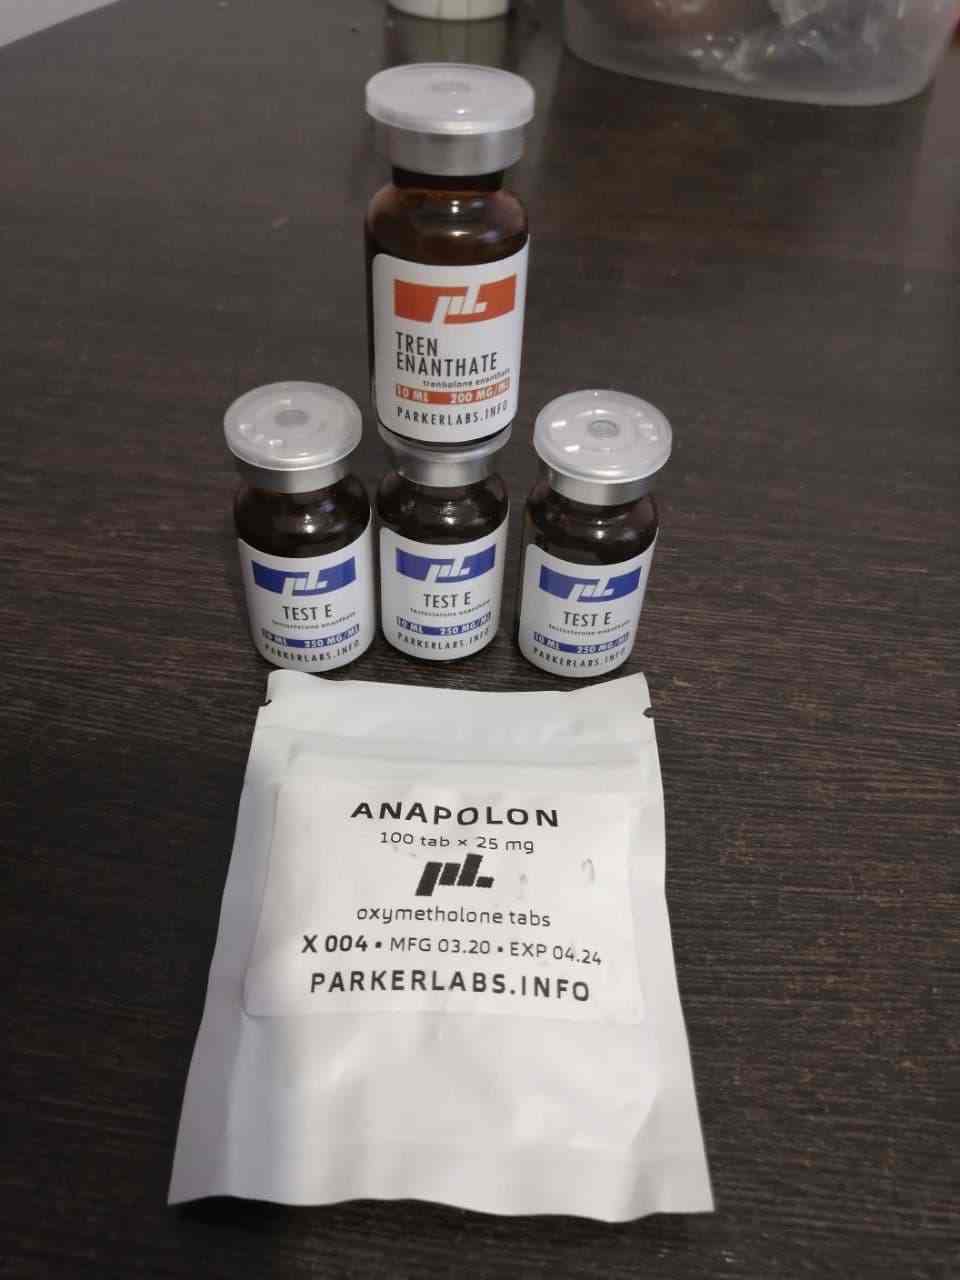 pl.
TREN
ENANTHATE
trenbolone enanthate
10 ML 200 MG/ML
PARKERLABS.INFO
pl.
TEST E
testosterone enanthate
10 ML 250 MG/ML
PARKERLABS.INFO
pl.
TEST E
testosterone enanthate
10 ML 250 MG/ML
PARKERLABS.INFO
pl.
TEST E
testosterone enanthate
10 ML 250 MG/ML
PARKERLABS.INFO
ANAPOLON
100 tab × 25 mg
pl.
oxymetholone tabs
X 004 • MFG 03.20 • EXP 04.24
PARKERLABS.INFO